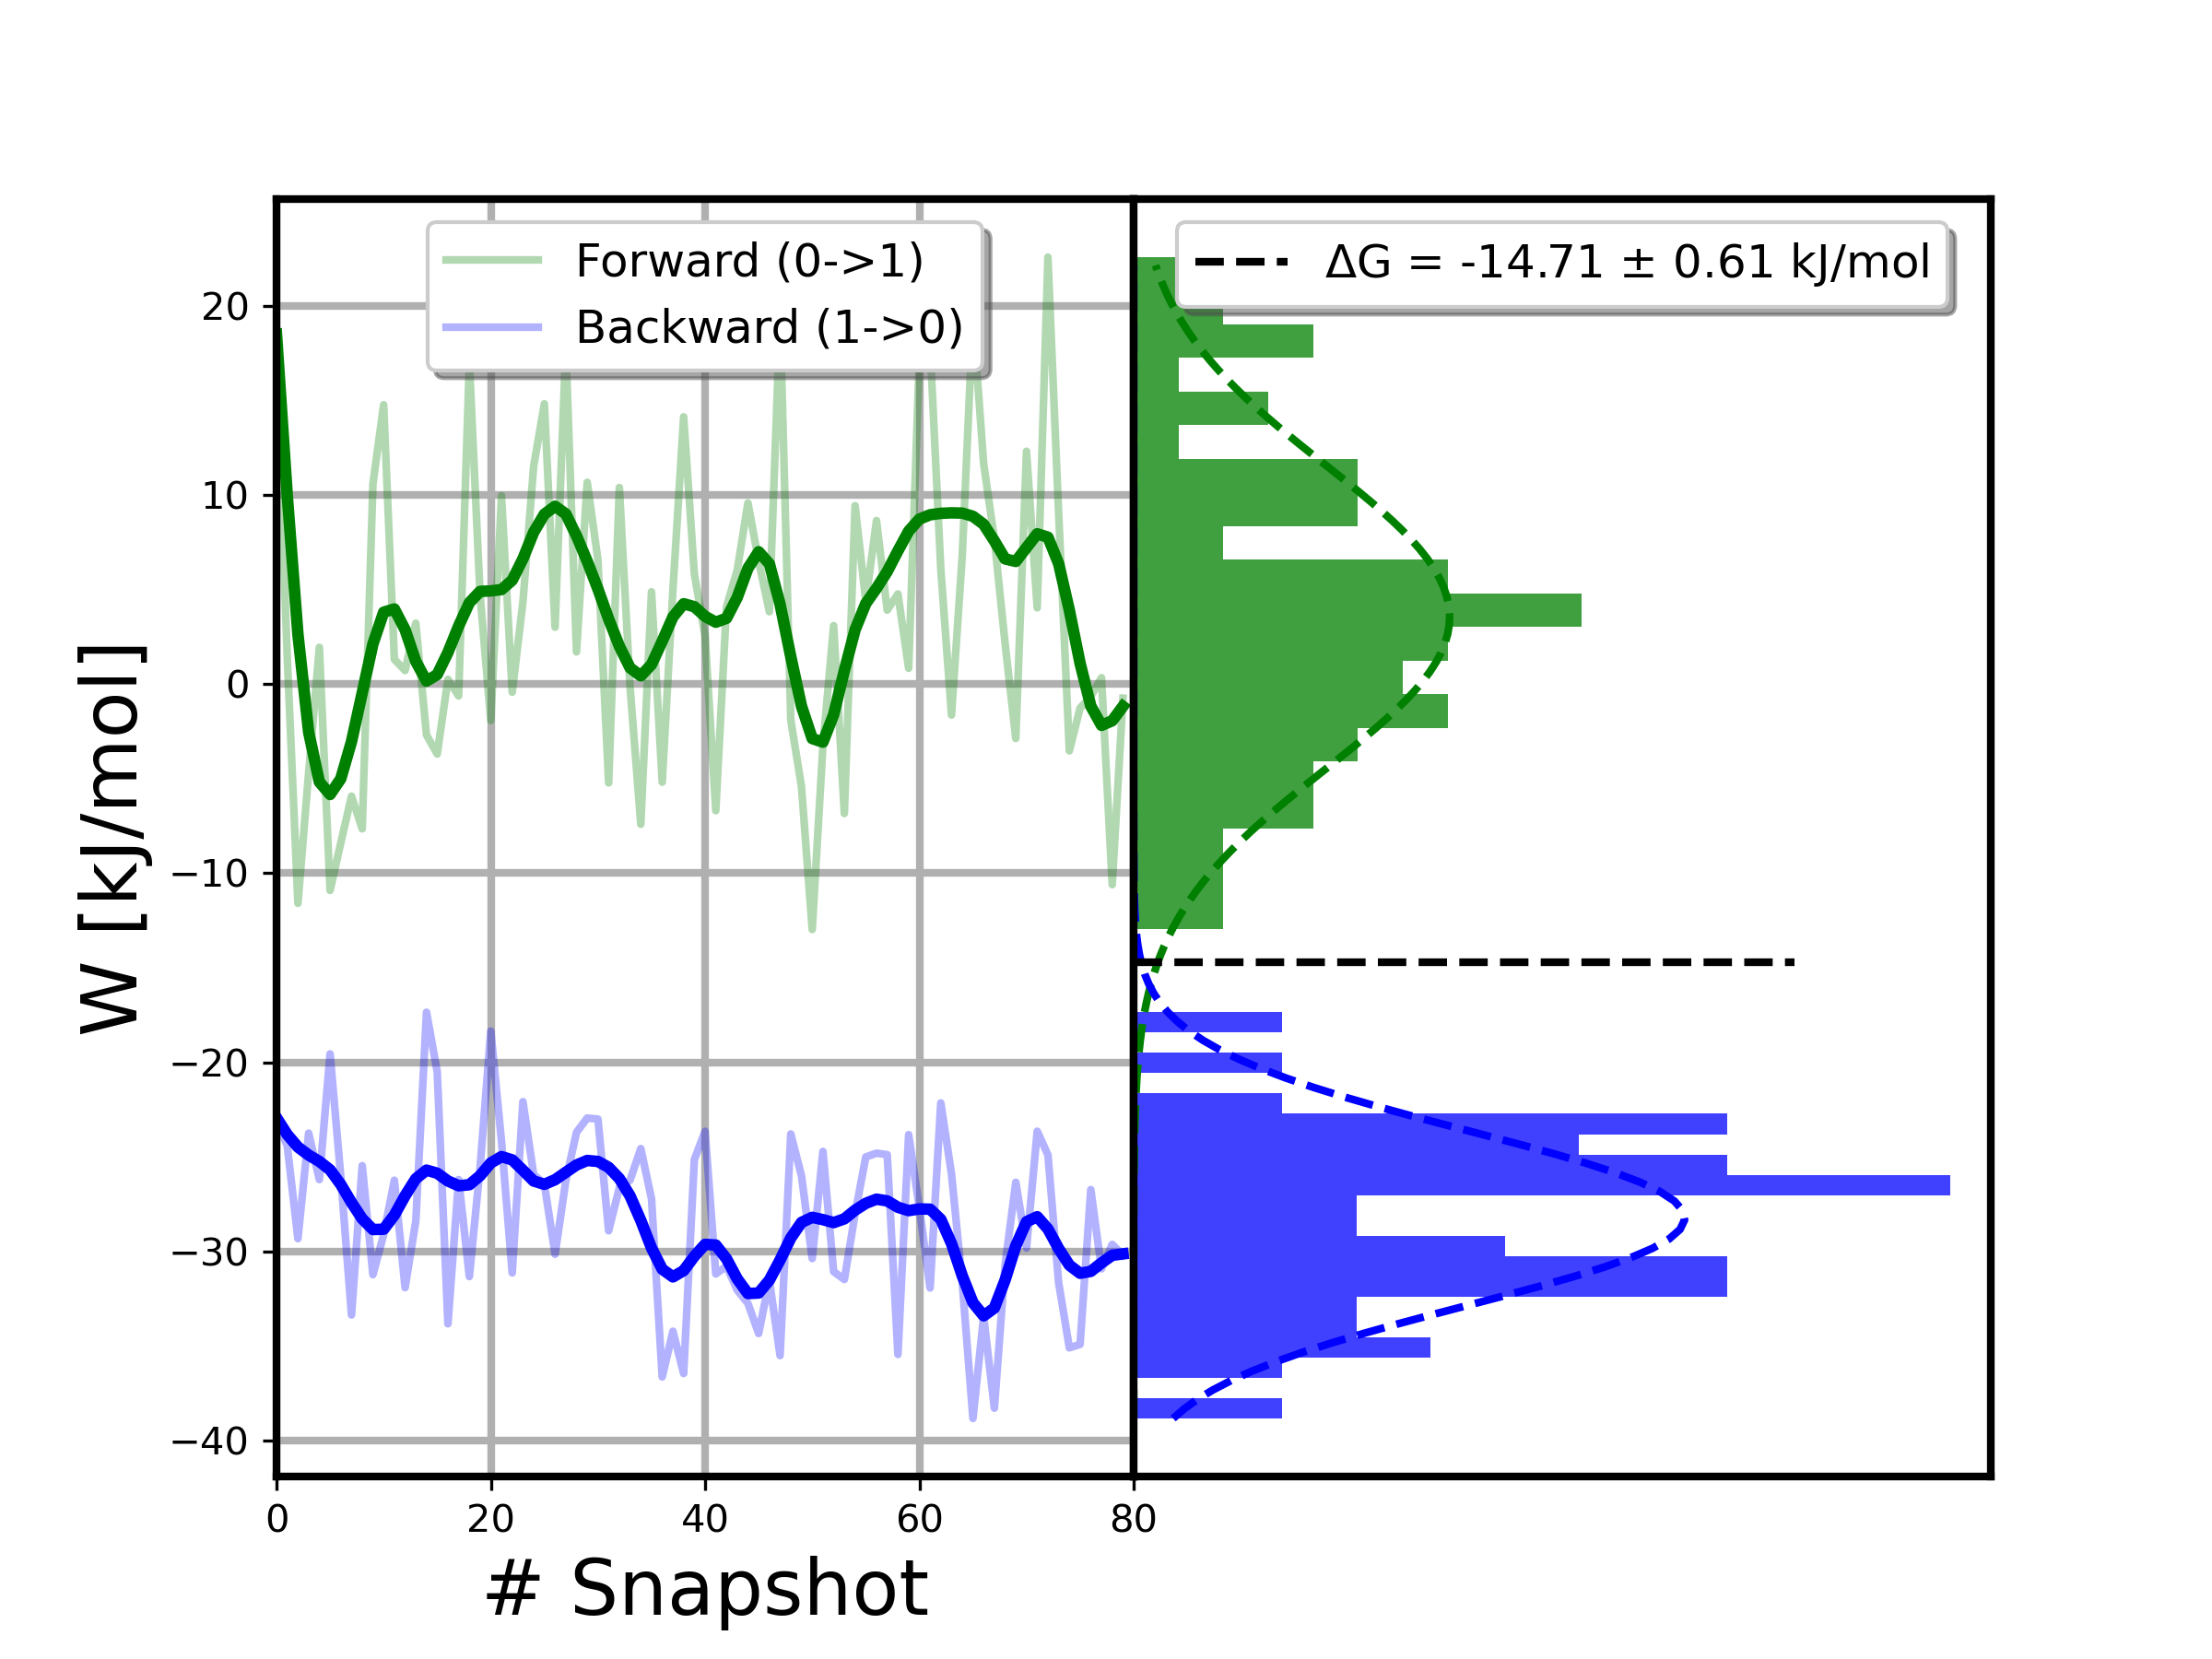 Forward (0->1)
Backward (1->0)
ΔG = -14.71 ± 0.61 kJ/mol
20
10
0
−10
−20
−30
−40
W [kJ/mol]
0 20 40 60 80
# Snapshot